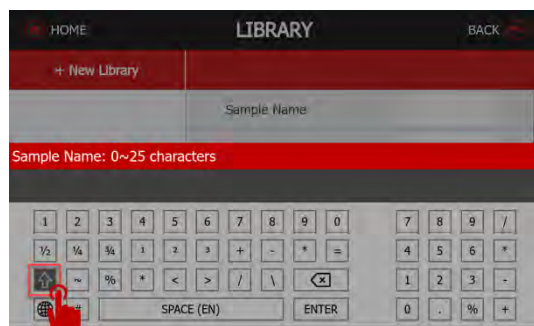 HOME LIBRARY BACK
+ New Library
Sample Name
Sample Name: 0~25 characters
1 2 3 4 5 6 7 8 9 0 7 8 9 /
½ ¼ ¾ ¹ ² ³ + - * = 4 5 6 *
~ % * < > / \ 1 2 3 -
# SPACE (EN) ENTER 0 . % +